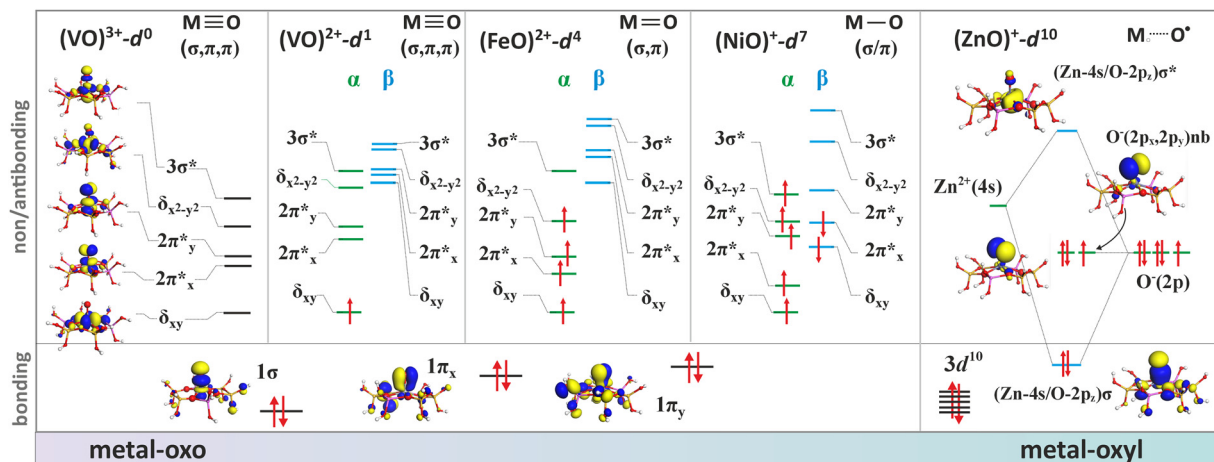 non/antibonding
bonding
(VO)³⁺-d⁰
M≡O
(σ,π,π)
3σ*
δx²-y²
2π*y
2π*x
δxy
(VO)²⁺-d¹
M≡O
(σ,π,π)
α β
3σ* 3σ*
δx²-y² δx²-y²
2π*y 2π*y
2π*x 2π*x
δxy δxy
(FeO)²⁺-d⁴
M=O
(σ,π)
α β
3σ* 3σ*
δx²-y² δx²-y²
2π*y 2π*y
2π*x 2π*x
δxy δxy
(NiO)⁺-d⁷
M—O
(σ/π)
α β
3σ* 3σ*
δx²-y² δx²-y²
2π*y 2π*y
2π*x 2π*x
δxy δxy
(ZnO)⁺-d¹⁰
M······O•
(Zn-4s/O-2pz)σ*
O⁻(2px,2py)nb
Zn²⁺(4s)
O⁻(2p)
1σ
1πx
1πy
3d¹⁰
(Zn-4s/O-2pz)σ
metal-oxo
metal-oxyl